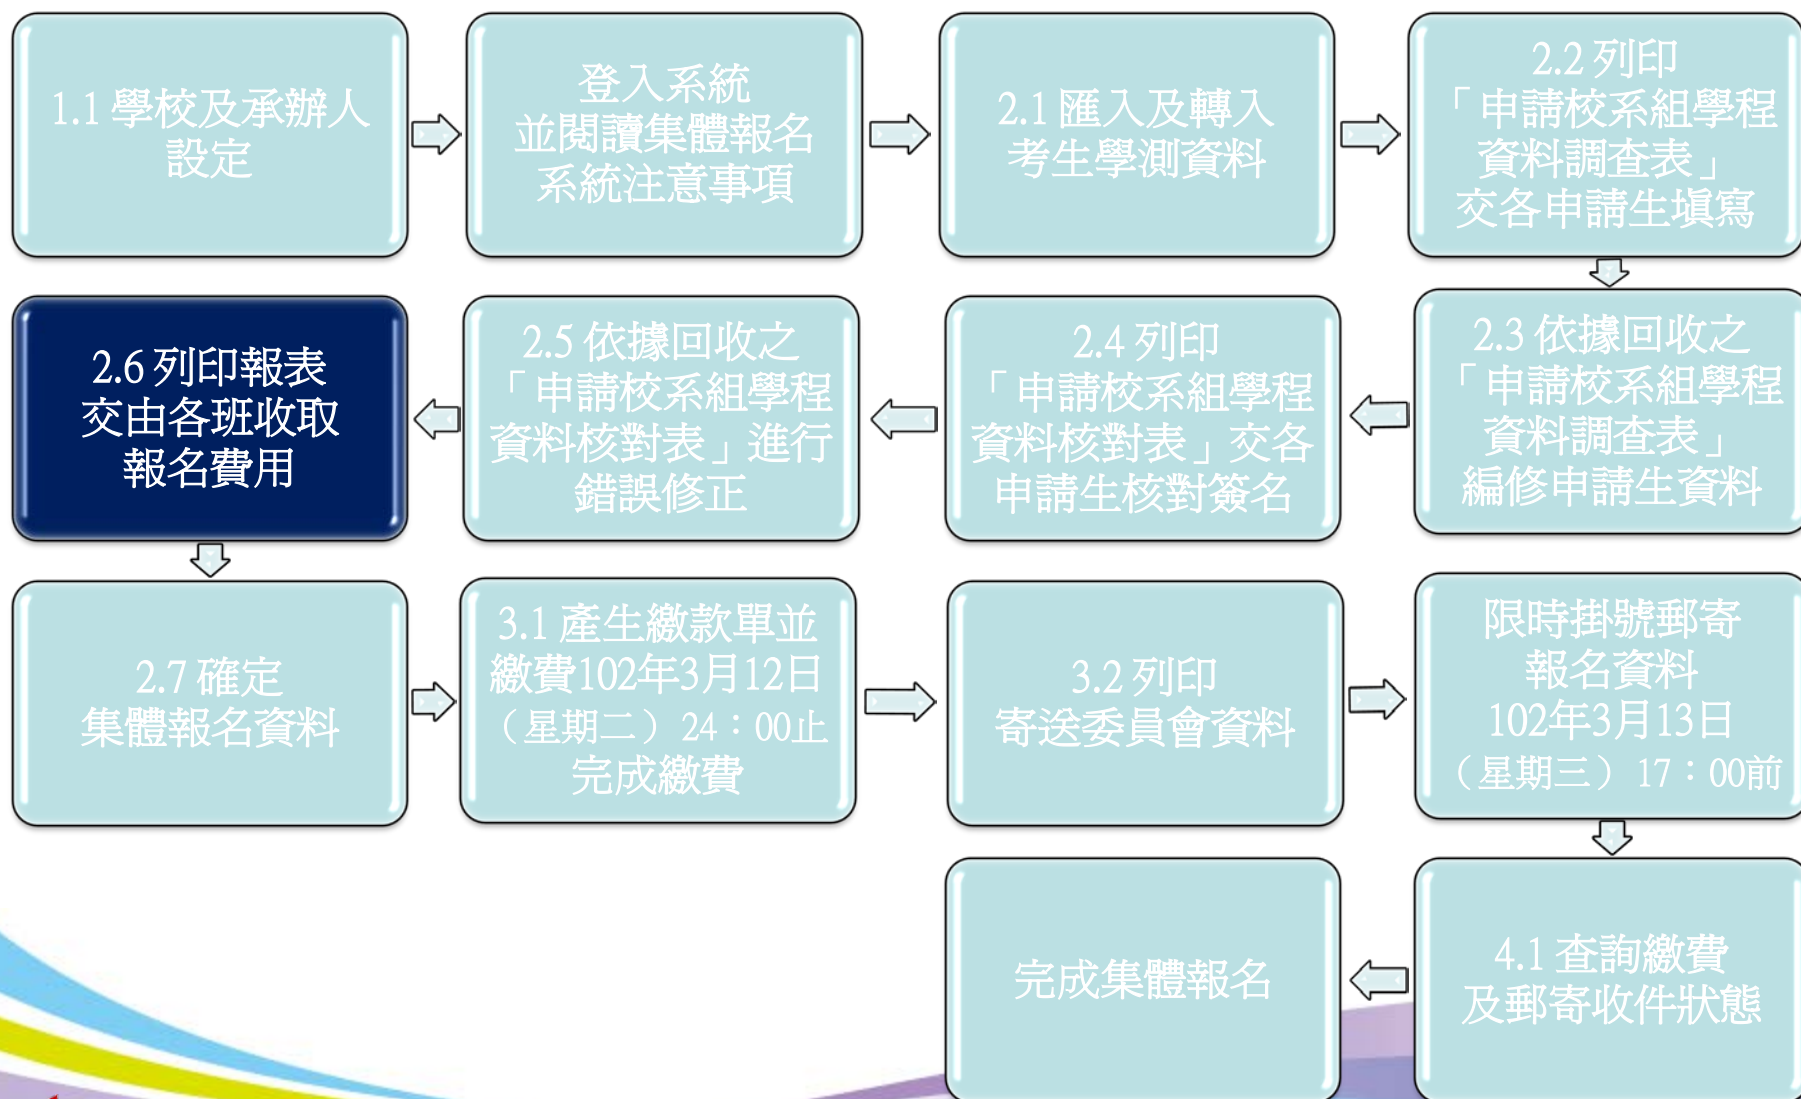 1.1 學校及承辦人
設定
登入系統
並閱讀集體報名
系統注意事項
2.1 匯入及轉入
考生學測資料
2.2 列印
「申請校系組學程
資料調查表」
交各申請生填寫
2.3 依據回收之
「申請校系組學程
資料調查表」
編修申請生資料
2.4 列印
「申請校系組學程
資料核對表」交各
申請生核對簽名
2.5 依據回收之
「申請校系組學程
資料核對表」進行
錯誤修正
2.6 列印報表
交由各班收取
報名費用
2.7 確定
集體報名資料
3.1 產生繳款單並
繳費102年3月12日
（星期二）24：00止
完成繳費
3.2 列印
寄送委員會資料
限時掛號郵寄
報名資料
102年3月13日
（星期三）17：00前
4.1 查詢繳費
及郵寄收件狀態
完成集體報名